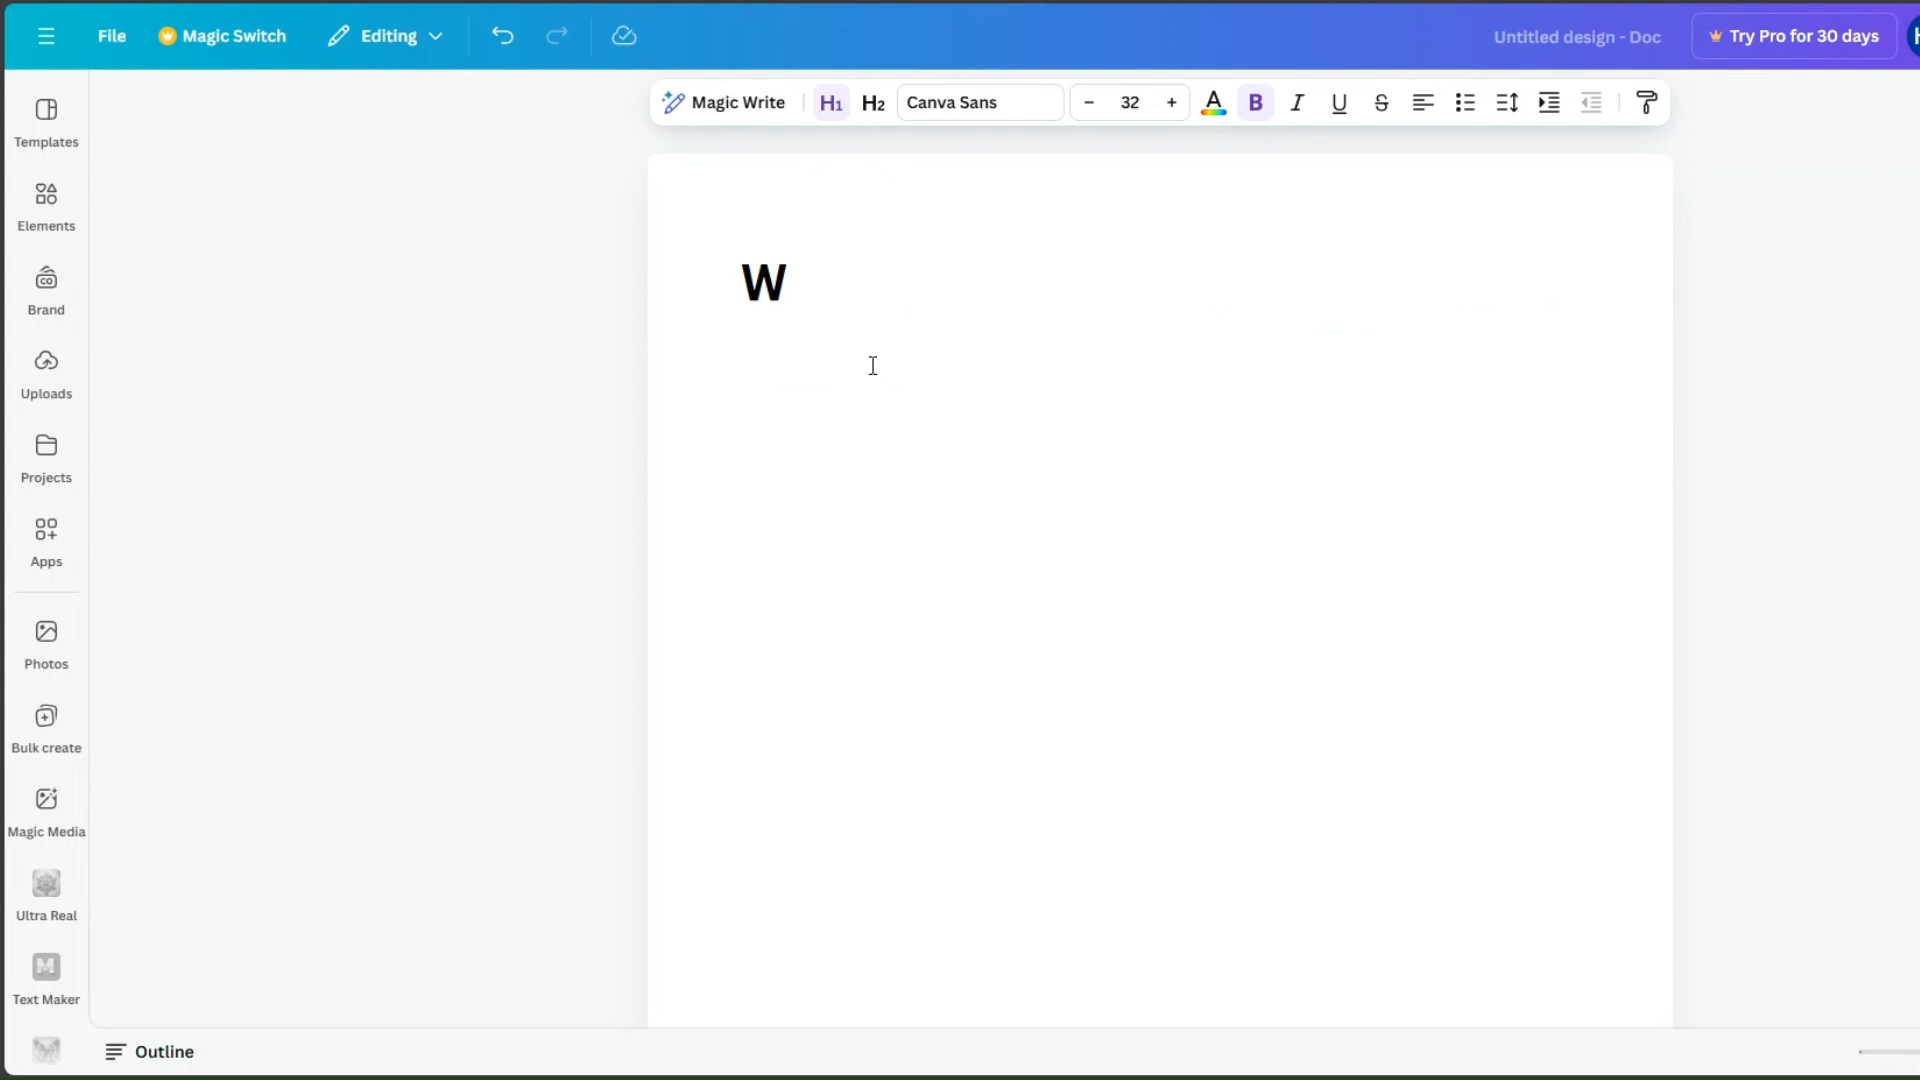 File Magic Switch Editing Untitled design - Doc Try Pro for 30 days
Magic Write H1 H2 Canva Sans − 32 + A B I U S
Templates
Elements
CO
Brand
Uploads
Projects
Apps
Photos
Bulk create
Magic Media
Ultra Real
M
Text Maker
W
Outline